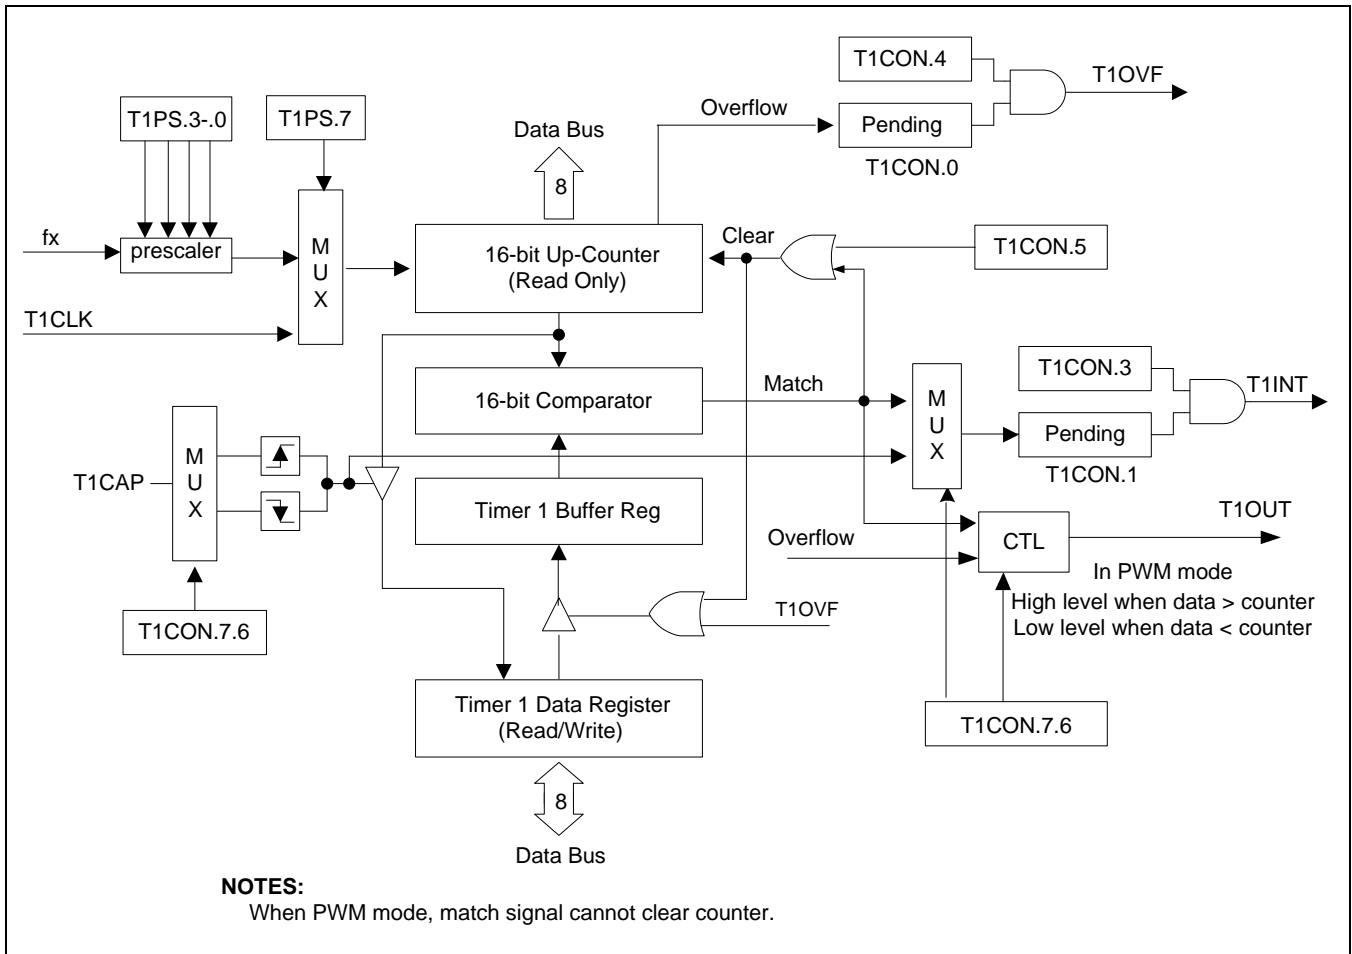 T1CON.4
T1OVF
T1PS.3-.0
T1PS.7
Overflow
Pending
Data Bus
T1CON.0
8
fx
prescaler
M
U
X
16-bit Up-Counter
(Read Only)
Clear
T1CON.5
T1CLK
T1CON.3
T1INT
16-bit Comparator
Match
M
U
X
Pending
T1CON.1
T1CAP
M
U
X
Timer 1 Buffer Reg
T1OUT
Overflow
CTL
In PWM mode
High level when data > counter
Low level when data < counter
T1OVF
T1CON.7.6
Timer 1 Data Register
(Read/Write)
T1CON.7.6
8
Data Bus
NOTES:
When PWM mode, match signal cannot clear counter.